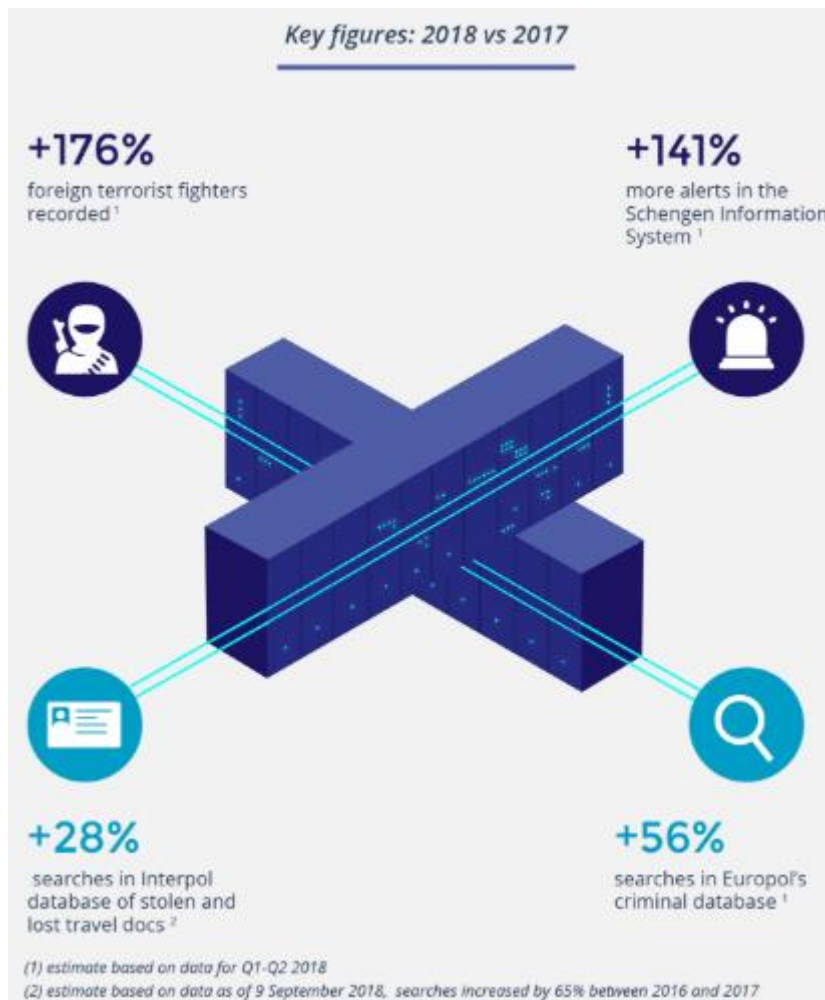 Key figures: 2018 vs 2017
+176%
foreign terrorist fighters
recorded ¹
+141%
more alerts in the
Schengen Information
System ¹
+28%
searches in Interpol
database of stolen and
lost travel docs ²
+56%
searches in Europol's
criminal database ¹
(1) estimate based on data for Q1-Q2 2018
(2) estimate based on data as of 9 September 2018, searches increased by 65% between 2016 and 2017